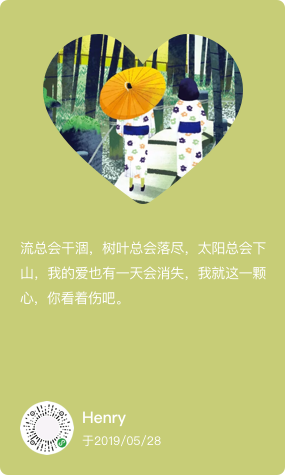 流总会干涸，树叶总会落尽，太阳总会下
山，我的爱也有一天会消失，我就这一颗
心，你看着伤吧。
Henry
于2019/05/28